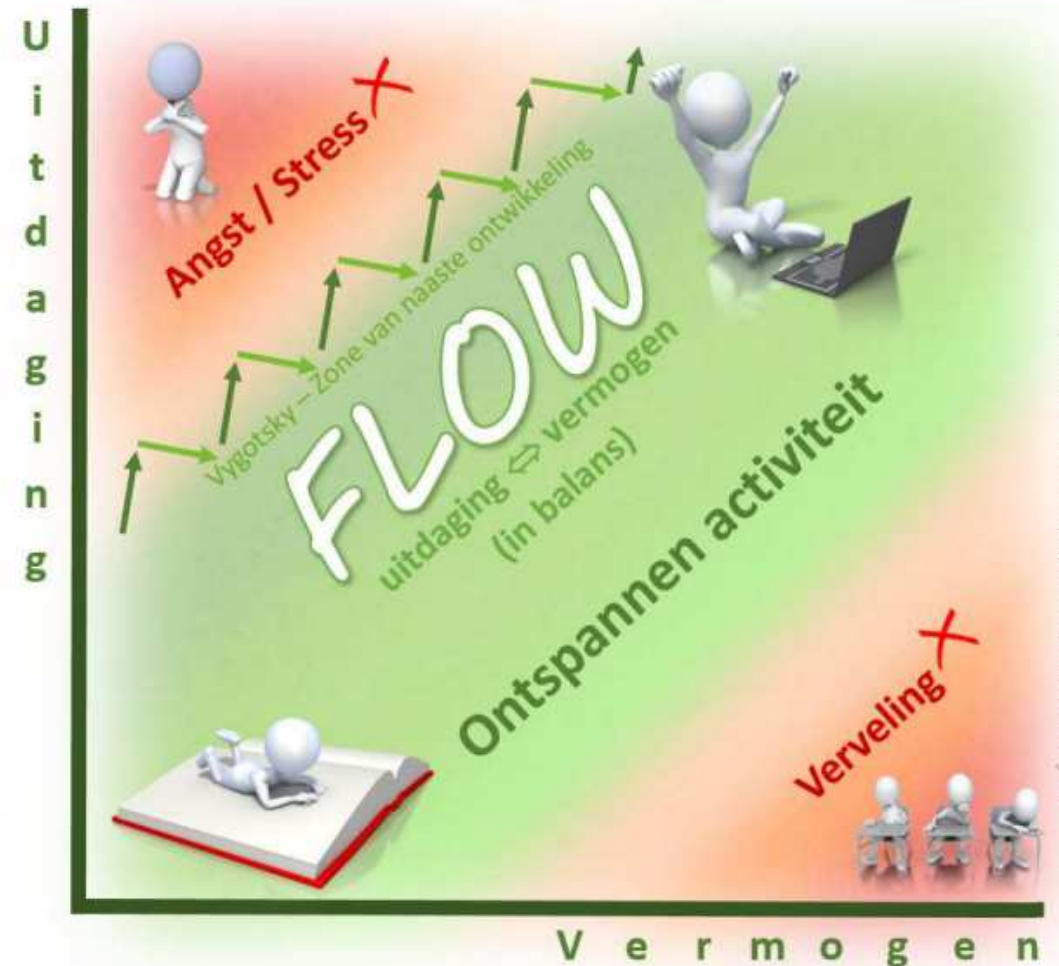 Uitdaging
Angst / Stress
Vygotsky – Zone van naaste ontwikkeling
FLOW
uitdaging ⇔ vermogen
(in balans)
Ontspannen activiteit
Verveling
Vermogen